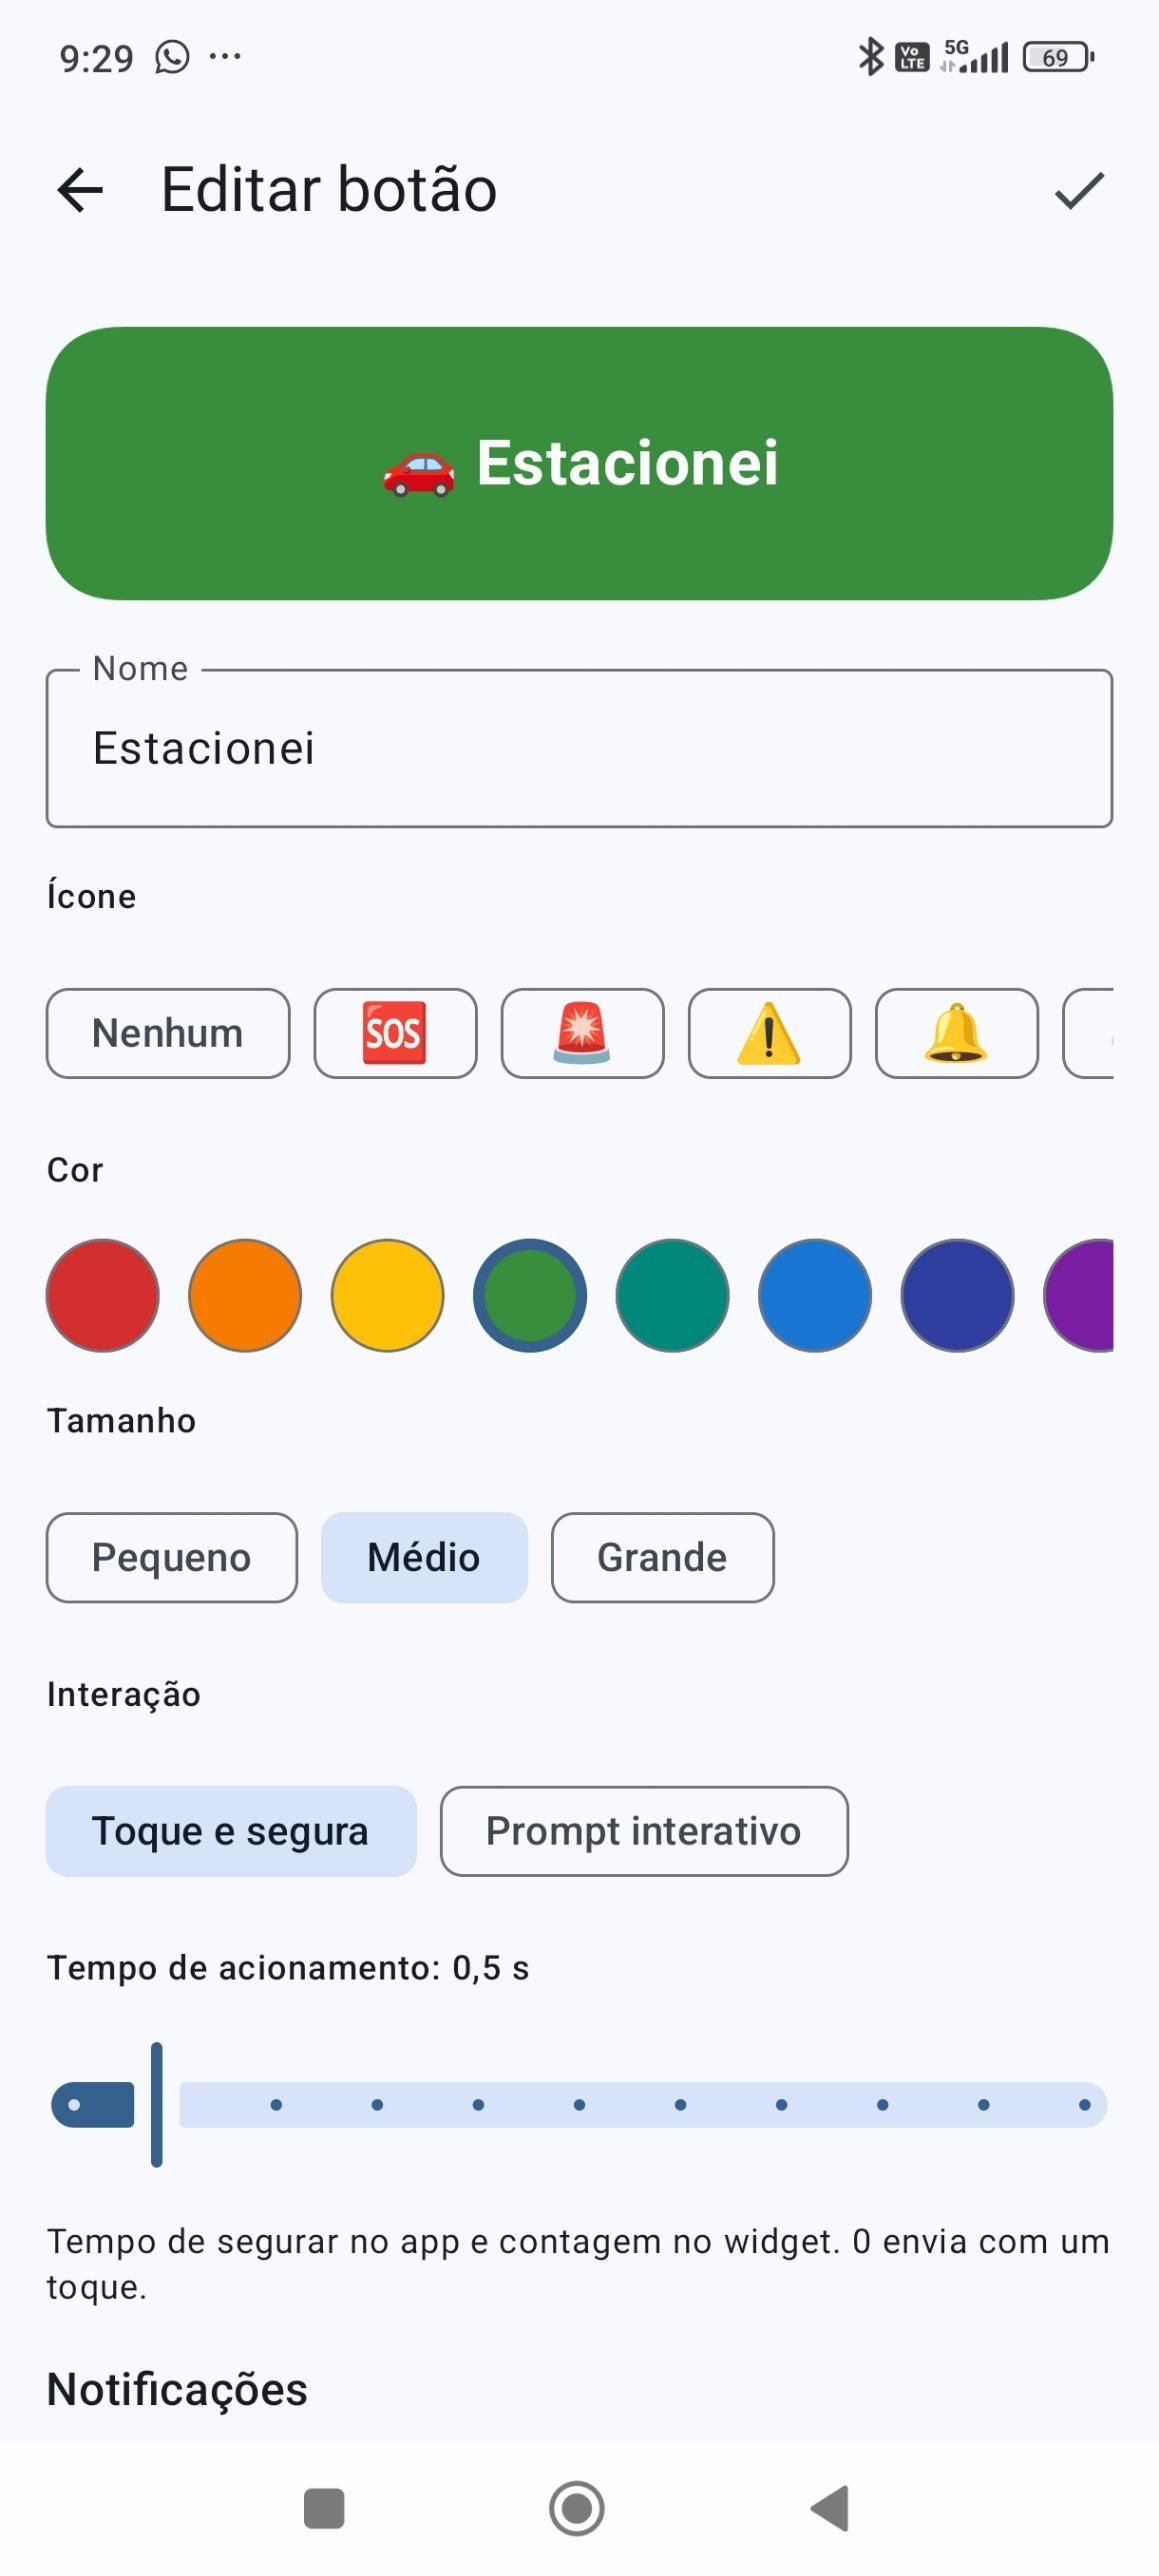 9:29
Vo LTE 5G 69
Editar botão
Estacionei
Nome
Estacionei
Ícone
Nenhum SOS
Cor
Tamanho
Pequeno Médio Grande
Interação
Toque e segura Prompt interativo
Tempo de acionamento: 0,5 s
Tempo de segurar no app e contagem no widget. 0 envia com um
toque.
Notificações